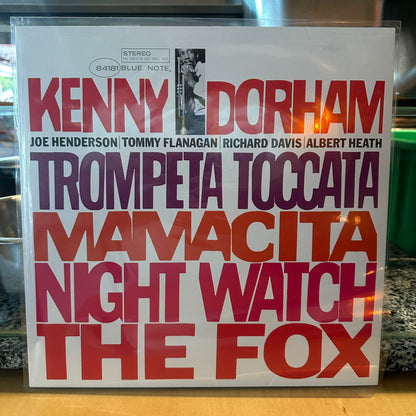 STEREO
84181 BLUE NOTE
KENNY DORHAM
JOE HENDERSON | TOMMY FLANAGAN | RICHARD DAVIS | ALBERT HEATH
TROMPETA TOCCATA
MAMACITA
NIGHT WATCH
THE FOX